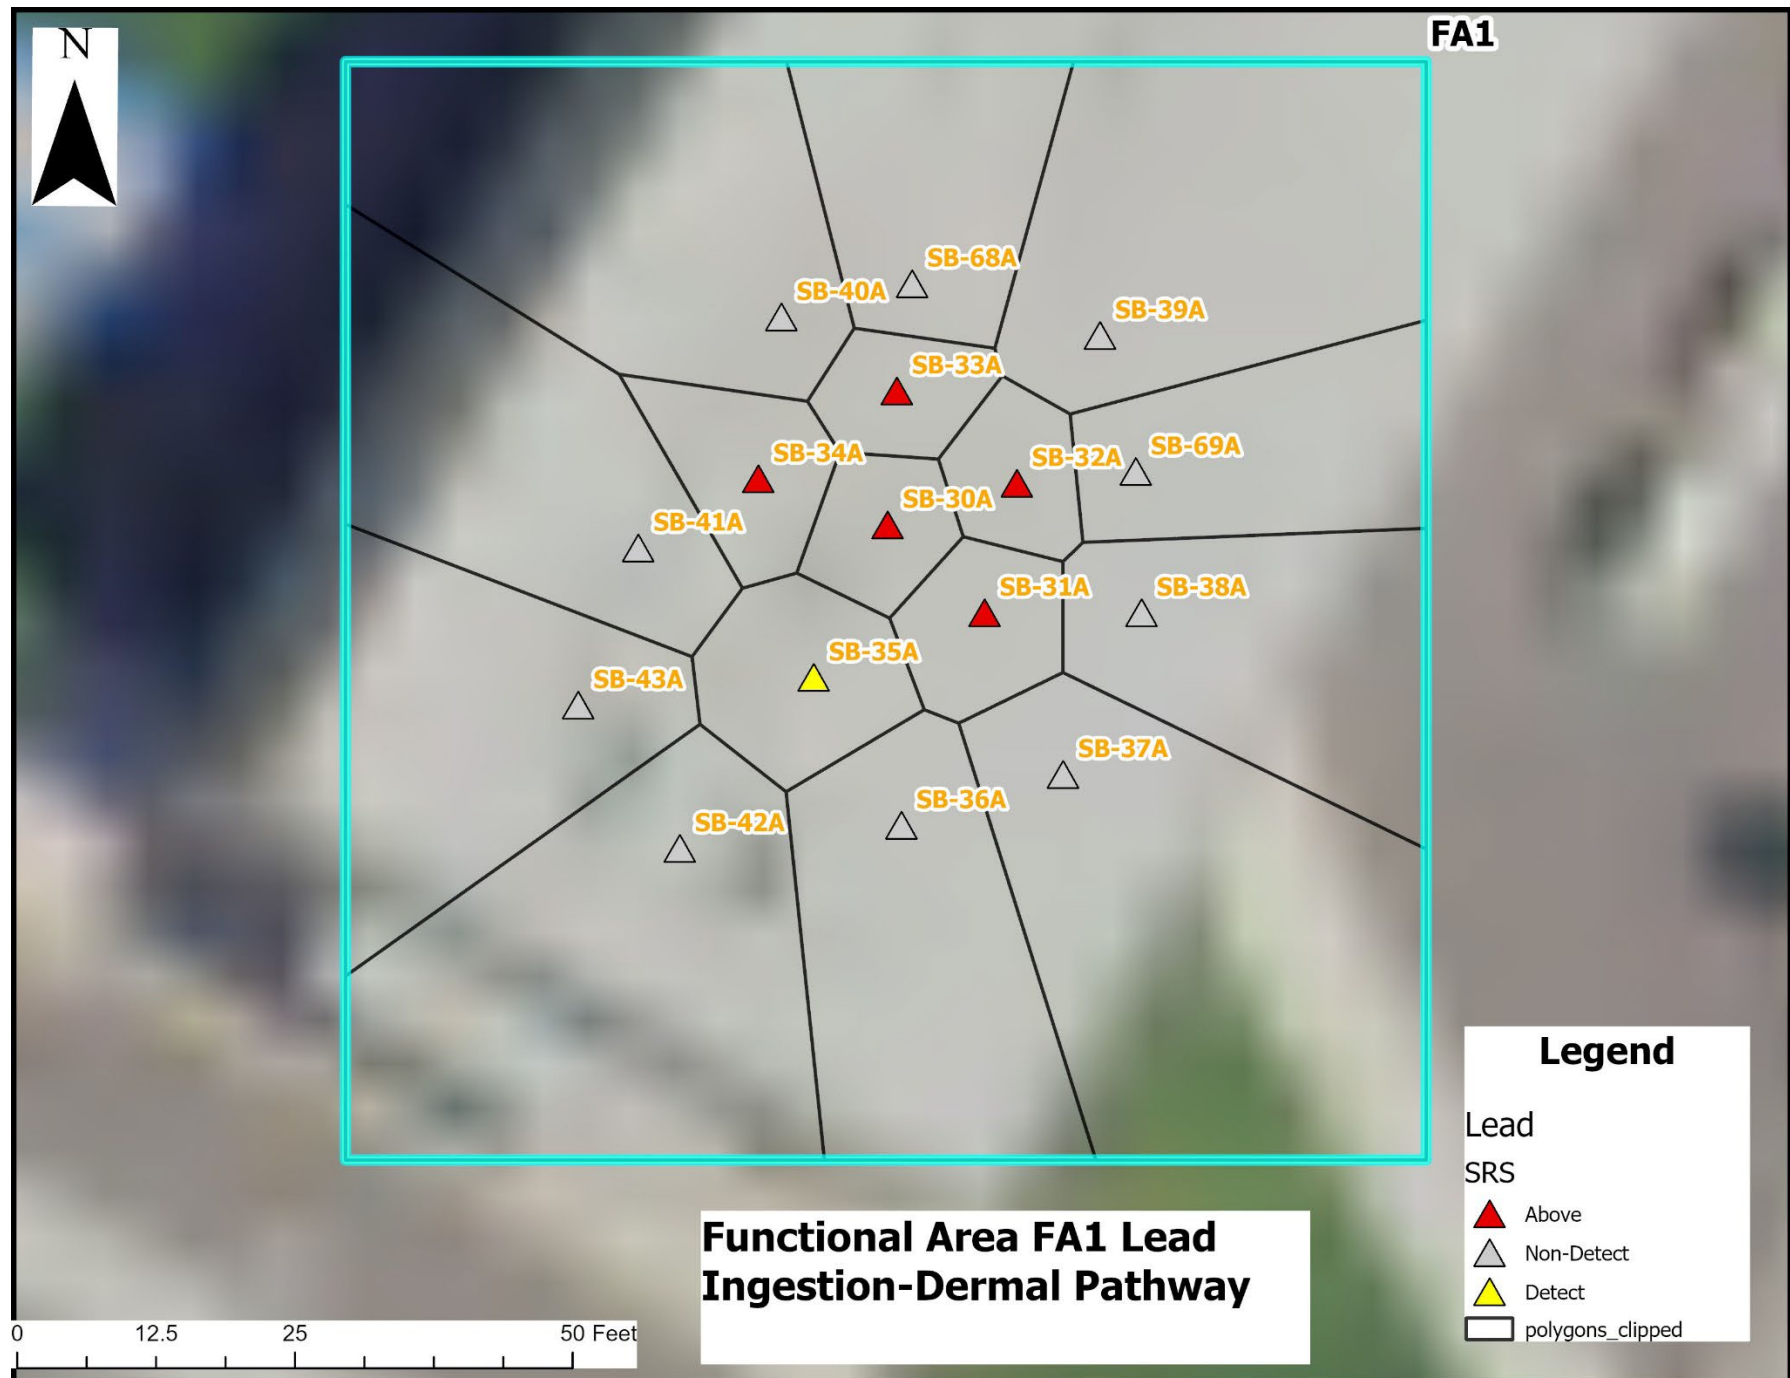 N
FA1
SB-68A
SB-40A
SB-39A
SB-33A
SB-34A
SB-32A
SB-69A
SB-30A
SB-41A
SB-31A
SB-38A
SB-35A
SB-43A
SB-37A
SB-36A
SB-42A
Legend
Lead
SRS
Above
Non-Detect
Detect
polygons_clipped
Functional Area FA1 Lead
Ingestion-Dermal Pathway
0 12.5 25 50 Feet